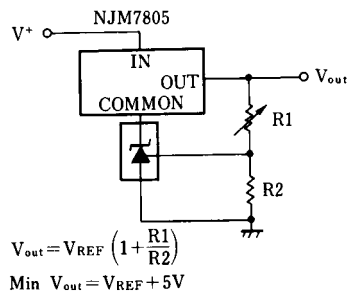 NJM7805
V⁺
IN
OUT
Vout
COMMON
R1
R2
Vout=VREF (1+R1/R2)
Min Vout=VREF+5V